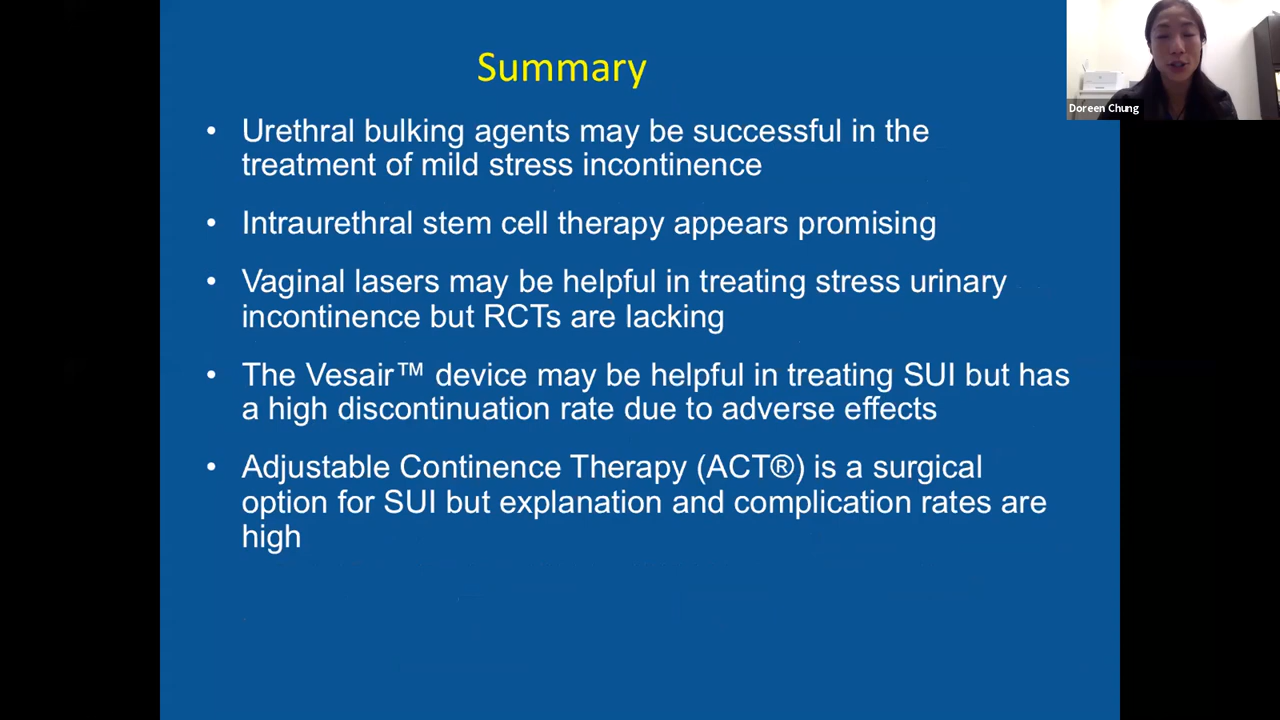 Summary
Doreen Chung
• Urethral bulking agents may be successful in the
treatment of mild stress incontinence
• Intraurethral stem cell therapy appears promising
• Vaginal lasers may be helpful in treating stress urinary
incontinence but RCTs are lacking
• The Vesair™ device may be helpful in treating SUI but has
a high discontinuation rate due to adverse effects
• Adjustable Continence Therapy (ACT®) is a surgical
option for SUI but explanation and complication rates are
high